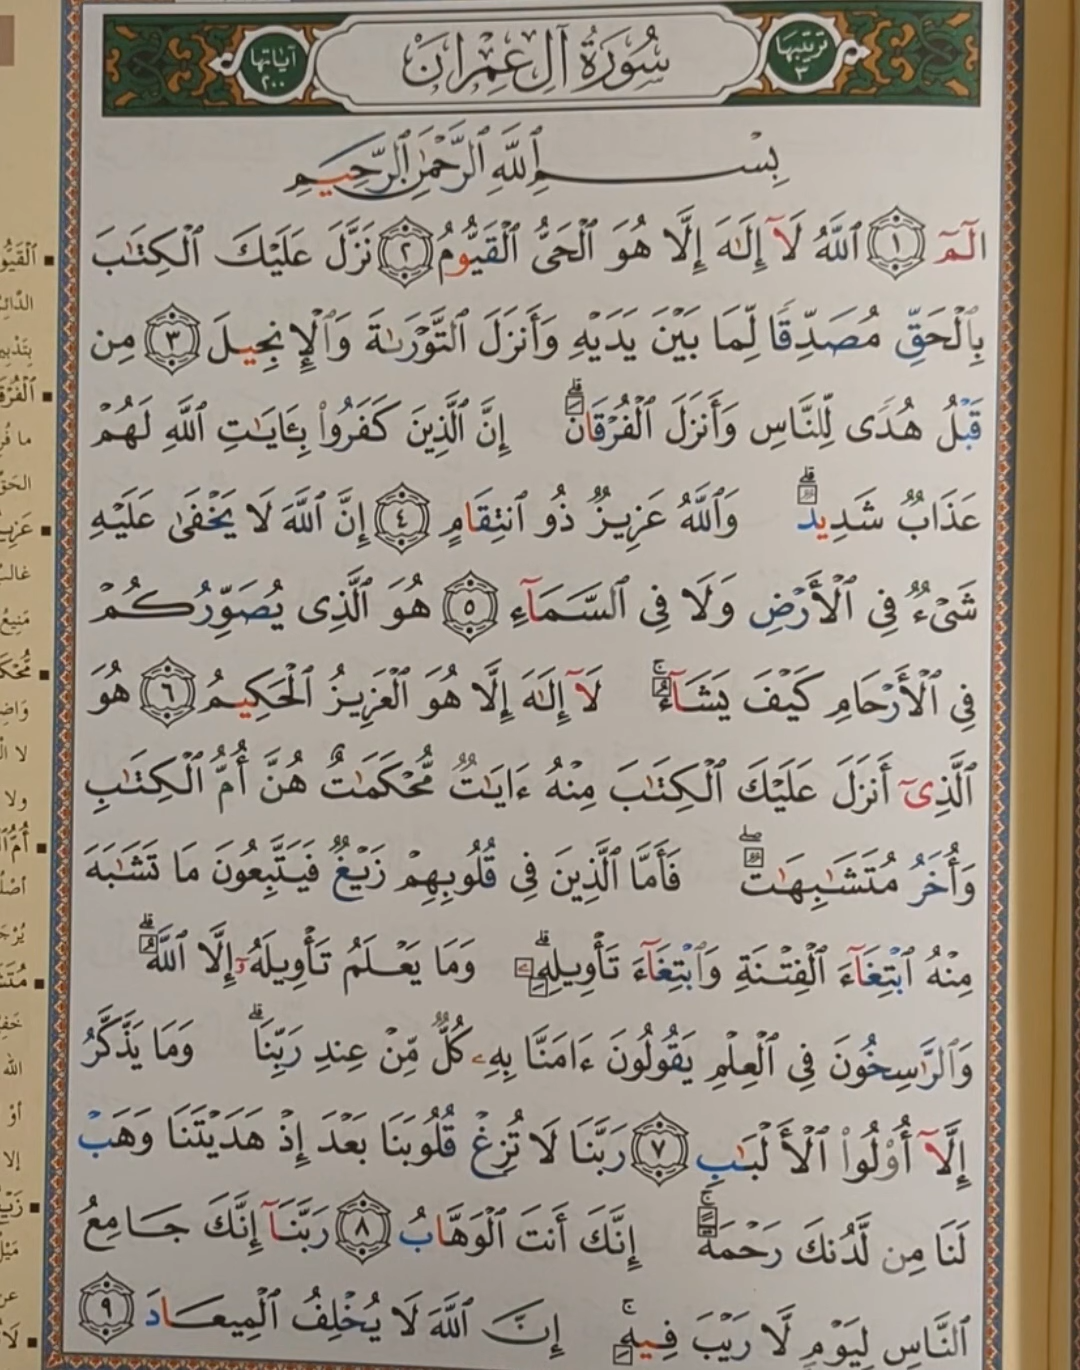 ترتيبها ٣ سُورَةُ آلِ عِمْرَان آياتها ٢٠٠
بِسْمِ ٱللَّهِ ٱلرَّحْمَٰنِ ٱلرَّحِيمِ
الٓمٓ ١ ٱللَّهُ لَآ إِلَٰهَ إِلَّا هُوَ ٱلْحَىُّ ٱلْقَيُّومُ ٢ نَزَّلَ عَلَيْكَ ٱلْكِتَٰبَ
بِٱلْحَقِّ مُصَدِّقًا لِّمَا بَيْنَ يَدَيْهِ وَأَنزَلَ ٱلتَّوْرَىٰةَ وَٱلْإِنجِيلَ ٣ مِن
قَبْلُ هُدًى لِّلنَّاسِ وَأَنزَلَ ٱلْفُرْقَانَ ۗ إِنَّ ٱلَّذِينَ كَفَرُوا۟ بِـَٔايَٰتِ ٱللَّهِ لَهُمْ
عَذَابٌ شَدِيدٌ ۗ وَٱللَّهُ عَزِيزٌ ذُو ٱنتِقَامٍ ٤ إِنَّ ٱللَّهَ لَا يَخْفَىٰ عَلَيْهِ
شَىْءٌ فِى ٱلْأَرْضِ وَلَا فِى ٱلسَّمَآءِ ٥ هُوَ ٱلَّذِى يُصَوِّرُكُمْ
فِى ٱلْأَرْحَامِ كَيْفَ يَشَآءُ ۚ لَآ إِلَٰهَ إِلَّا هُوَ ٱلْعَزِيزُ ٱلْحَكِيمُ ٦ هُوَ
ٱلَّذِىٓ أَنزَلَ عَلَيْكَ ٱلْكِتَٰبَ مِنْهُ ءَايَٰتٌ مُّحْكَمَٰتٌ هُنَّ أُمُّ ٱلْكِتَٰبِ
وَأُخَرُ مُتَشَٰبِهَٰتٌ ۖ فَأَمَّا ٱلَّذِينَ فِى قُلُوبِهِمْ زَيْغٌ فَيَتَّبِعُونَ مَا تَشَٰبَهَ
مِنْهُ ٱبْتِغَآءَ ٱلْفِتْنَةِ وَٱبْتِغَآءَ تَأْوِيلِهِۦ ۗ وَمَا يَعْلَمُ تَأْوِيلَهُۥٓ إِلَّا ٱللَّهُ ۗ
وَٱلرَّٰسِخُونَ فِى ٱلْعِلْمِ يَقُولُونَ ءَامَنَّا بِهِۦ كُلٌّ مِّنْ عِندِ رَبِّنَا ۗ وَمَا يَذَّكَّرُ
إِلَّآ أُو۟لُوا۟ ٱلْأَلْبَٰبِ ٧ رَبَّنَا لَا تُزِغْ قُلُوبَنَا بَعْدَ إِذْ هَدَيْتَنَا وَهَبْ
لَنَا مِن لَّدُنكَ رَحْمَةً ۚ إِنَّكَ أَنتَ ٱلْوَهَّابُ ٨ رَبَّنَآ إِنَّكَ جَامِعُ
ٱلنَّاسِ لِيَوْمٍ لَّا رَيْبَ فِيهِ ۚ إِنَّ ٱللَّهَ لَا يُخْلِفُ ٱلْمِيعَادَ ٩